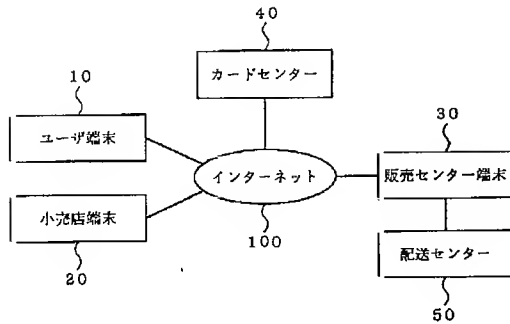 40
カードセンター
10
ユーザ端末
30
インターネット
販売センター端末
100
小売店端末
20
配送センター
50